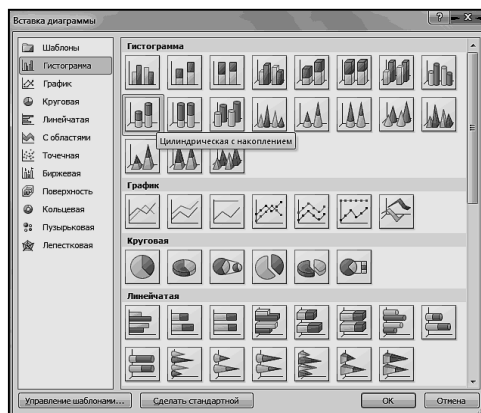 Вставка диаграммы
Шаблоны
Гистограмма
График
Круговая
Линейчатая
С областями
Точечная
Биржевая
Поверхность
Кольцевая
Пузырьковая
Лепестковая
Гистограмма
Цилиндрическая с накоплением
График
Круговая
Линейчатая
Управление шаблонами...
Сделать стандартной
ОК
Отмена